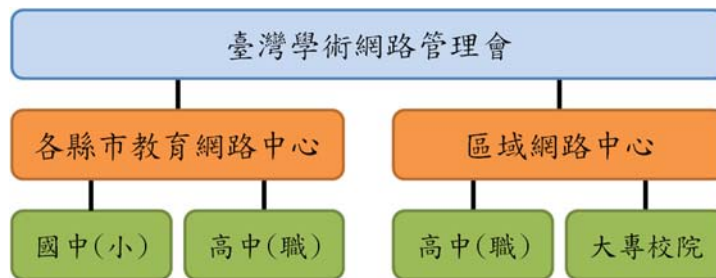 臺灣學術網路管理會
各縣市教育網路中心
區域網路中心
國中(小)
高中(職)
高中(職)
大專校院